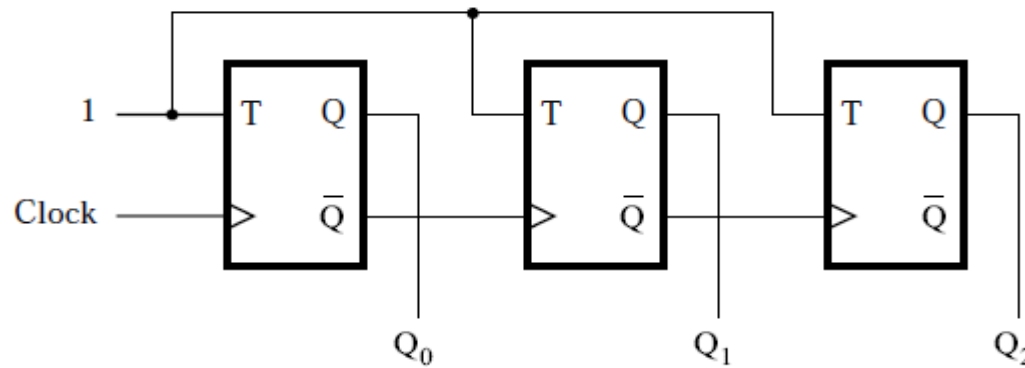 1 T Q T Q T Q
Clock Q̅ Q̅ Q̅
Q₀ Q₁ Q₂